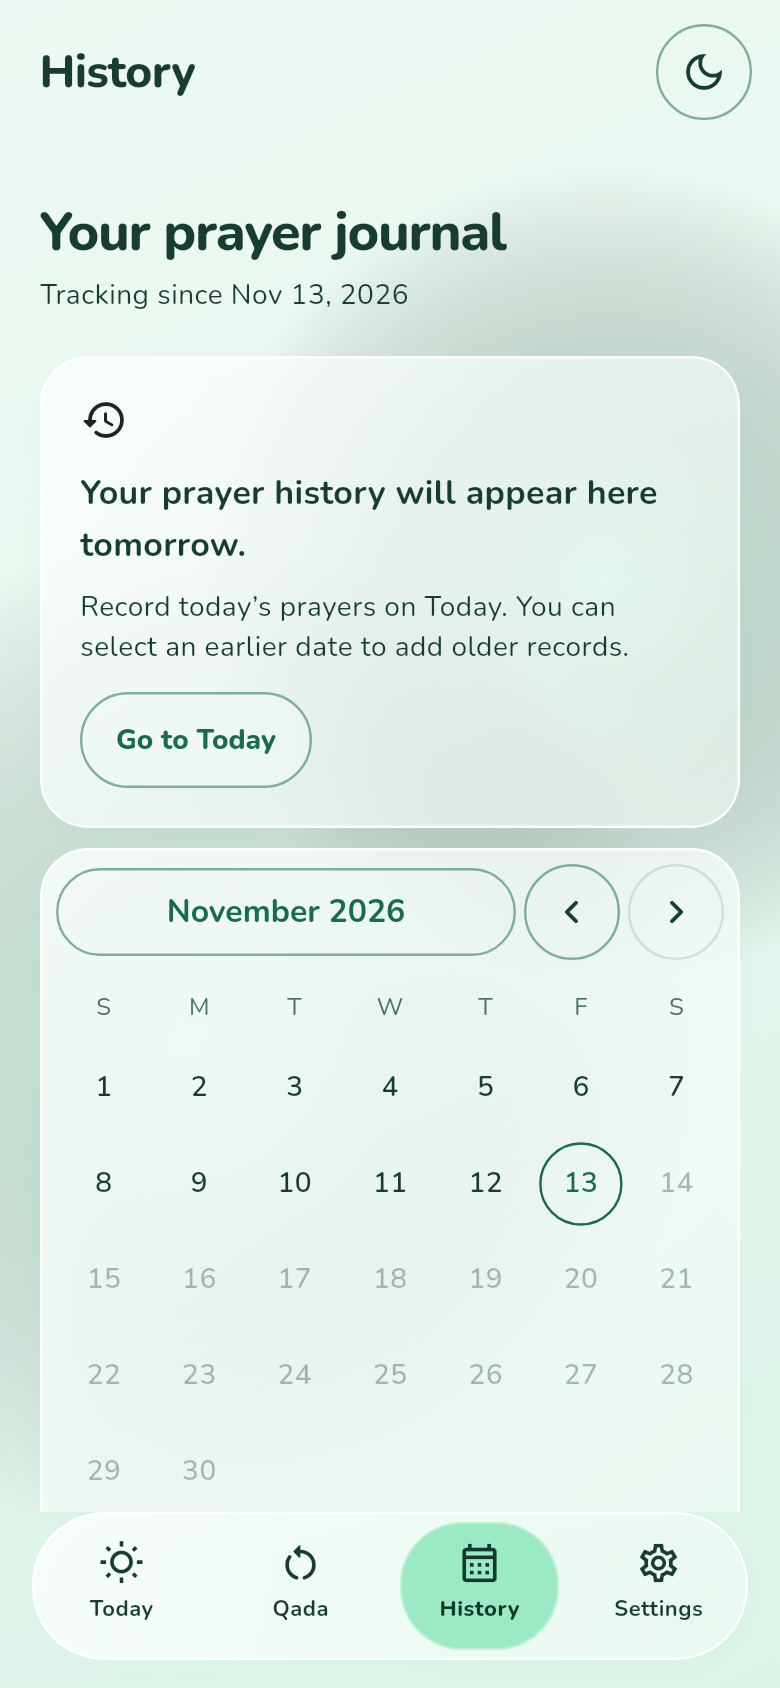 History
Your prayer journal
Tracking since Nov 13, 2026
Your prayer history will appear here
tomorrow.
Record today’s prayers on Today. You can
select an earlier date to add older records.
Go to Today
November 2026
S M T W T F S
1 2 3 4 5 6 7
8 9 10 11 12 13 14
15 16 17 18 19 20 21
22 23 24 25 26 27 28
29 30
Today Qada History Settings